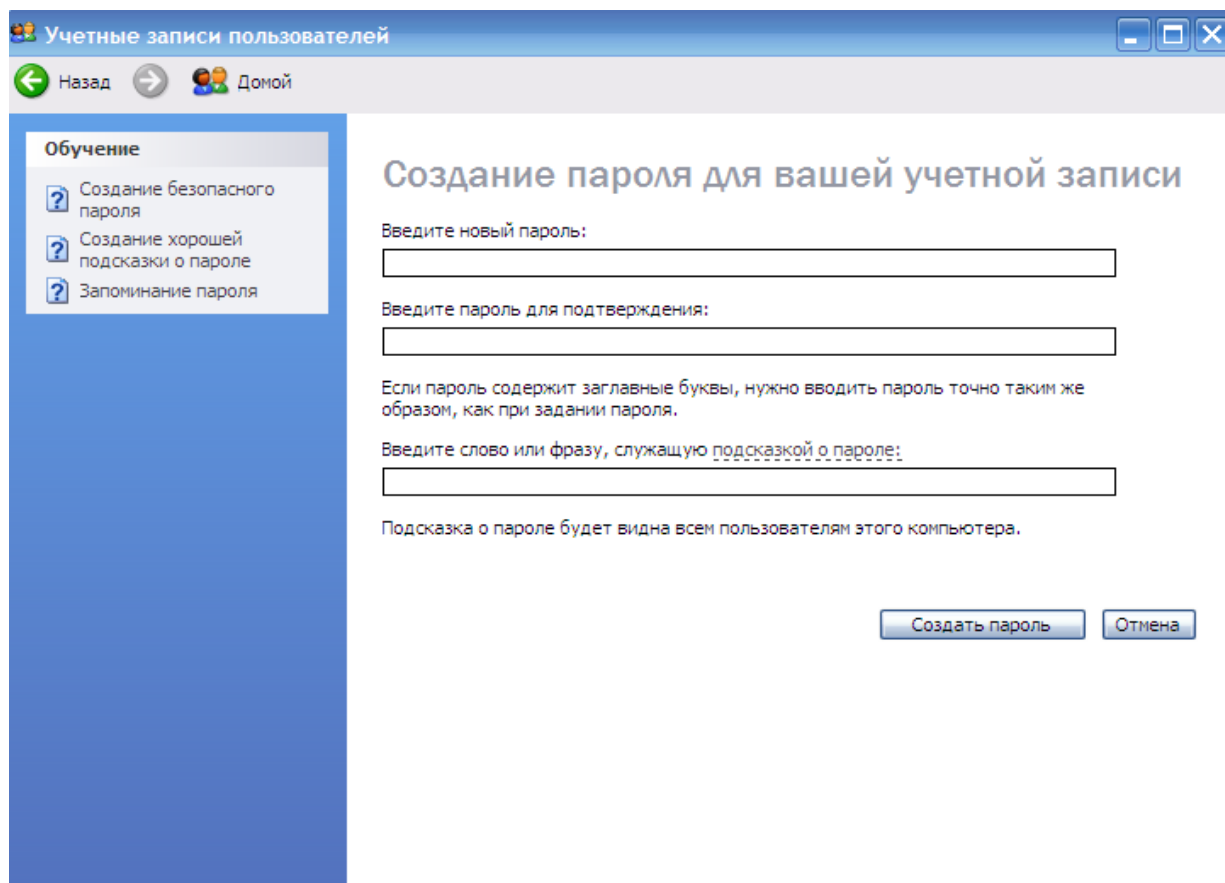 Учетные записи пользователей
Назад
Домой
Обучение
Создание безопасного
пароля
Создание хорошей
подсказки о пароле
Запоминание пароля
Создание пароля для вашей учетной записи
Введите новый пароль:
Введите пароль для подтверждения:
Если пароль содержит заглавные буквы, нужно вводить пароль точно таким же
образом, как при задании пароля.
Введите слово или фразу, служащую подсказкой о пароле:
Подсказка о пароле будет видна всем пользователям этого компьютера.
Создать пароль
Отмена